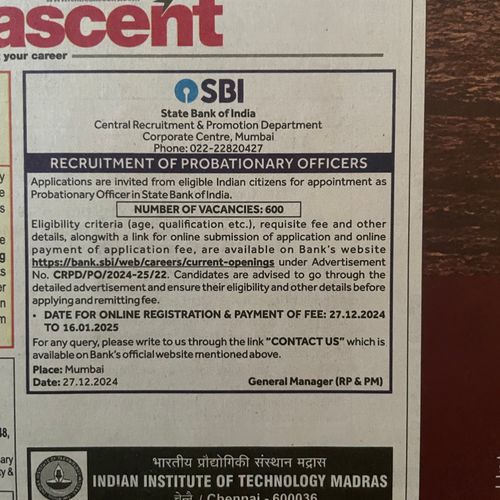 ascent
your career
SBI
State Bank of India
Central Recruitment & Promotion Department
Corporate Centre, Mumbai
Phone: 022-22820427
RECRUITMENT OF PROBATIONARY OFFICERS
Applications are invited from eligible Indian citizens for appointment as
Probationary Officer in State Bank of India.
NUMBER OF VACANCIES: 600
Eligibility criteria (age, qualification etc.), requisite fee and other
details, alongwith a link for online submission of application and online
payment of application fee, are available on Bank's website
https://bank.sbi/web/careers/current-openings under Advertisement
No. CRPD/PO/2024-25/22. Candidates are advised to go through the
detailed advertisement and ensure their eligibility and other details before
applying and remitting fee.
• DATE FOR ONLINE REGISTRATION & PAYMENT OF FEE: 27.12.2024
TO 16.01.2025
For any query, please write to us through the link "CONTACT US" which is
available on Bank's official website mentioned above.
Place: Mumbai
Date: 27.12.2024 General Manager (RP & PM)
भारतीय प्रौद्योगिकी संस्थान मद्रास
INDIAN INSTITUTE OF TECHNOLOGY MADRAS
चेन्नै / Chennai - 600036